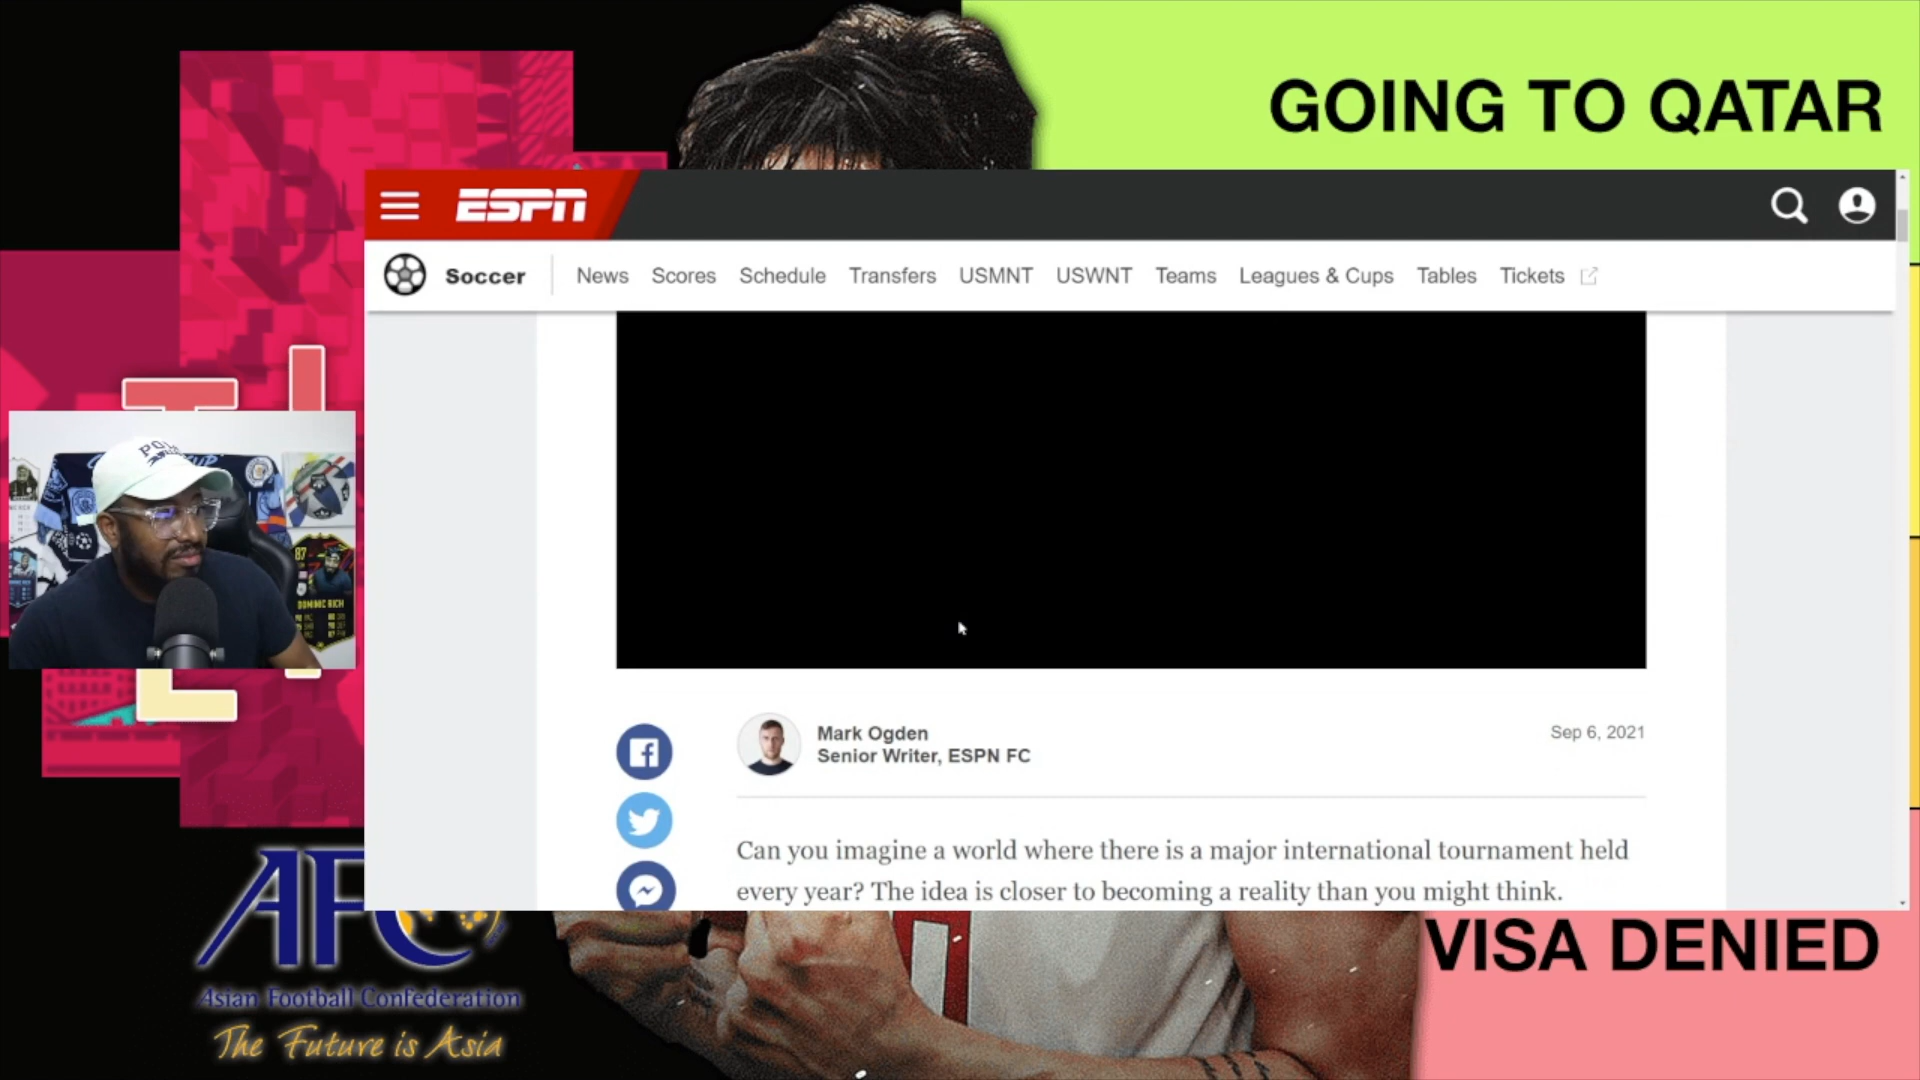 GOING TO QATAR
ESPN
Soccer
News
Scores
Schedule
Transfers
USMNT
USWNT
Teams
Leagues & Cups
Tables
Tickets
87
DOMINIC RICH
Mark Ogden
Sep 6, 2021
Senior Writer, ESPN FC
Can you imagine a world where there is a major international tournament held
every year? The idea is closer to becoming a reality than you might think.
VISA DENIED
AFC
Asian Football Confederation
The Future is Asia